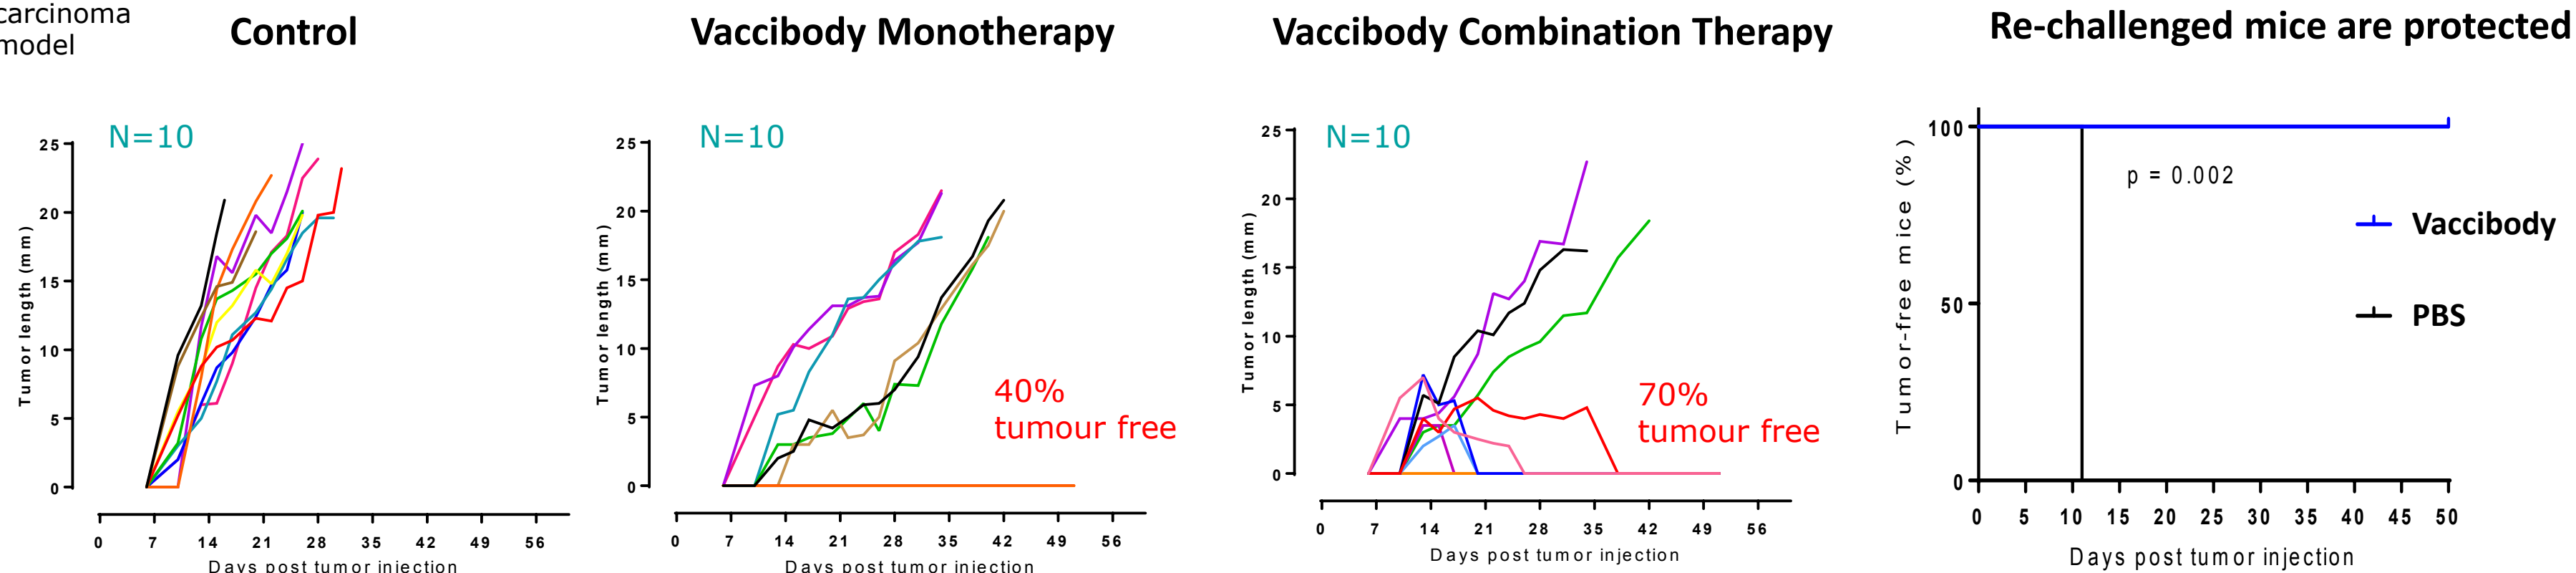 carcinoma
model
Control
Vaccibody Monotherapy
Vaccibody Combination Therapy
Re-challenged mice are protected
N=10
25
20
15
10
5
0
Tumor length (mm)
0 7 14 21 28 35 42 49 56
Days post tumor injection
N=10
25
20
15
10
5
0
Tumor length (mm)
40%
tumour free
0 7 14 21 28 35 42 49 56
Days post tumor injection
N=10
25
20
15
10
5
0
Tumor length (mm)
70%
tumour free
0 7 14 21 28 35 42 49 56
Days post tumor injection
100
50
0
Tumor-free mice (%)
p = 0.002
Vaccibody
PBS
0 5 10 15 20 25 30 35 40 45 50
Days post tumor injection